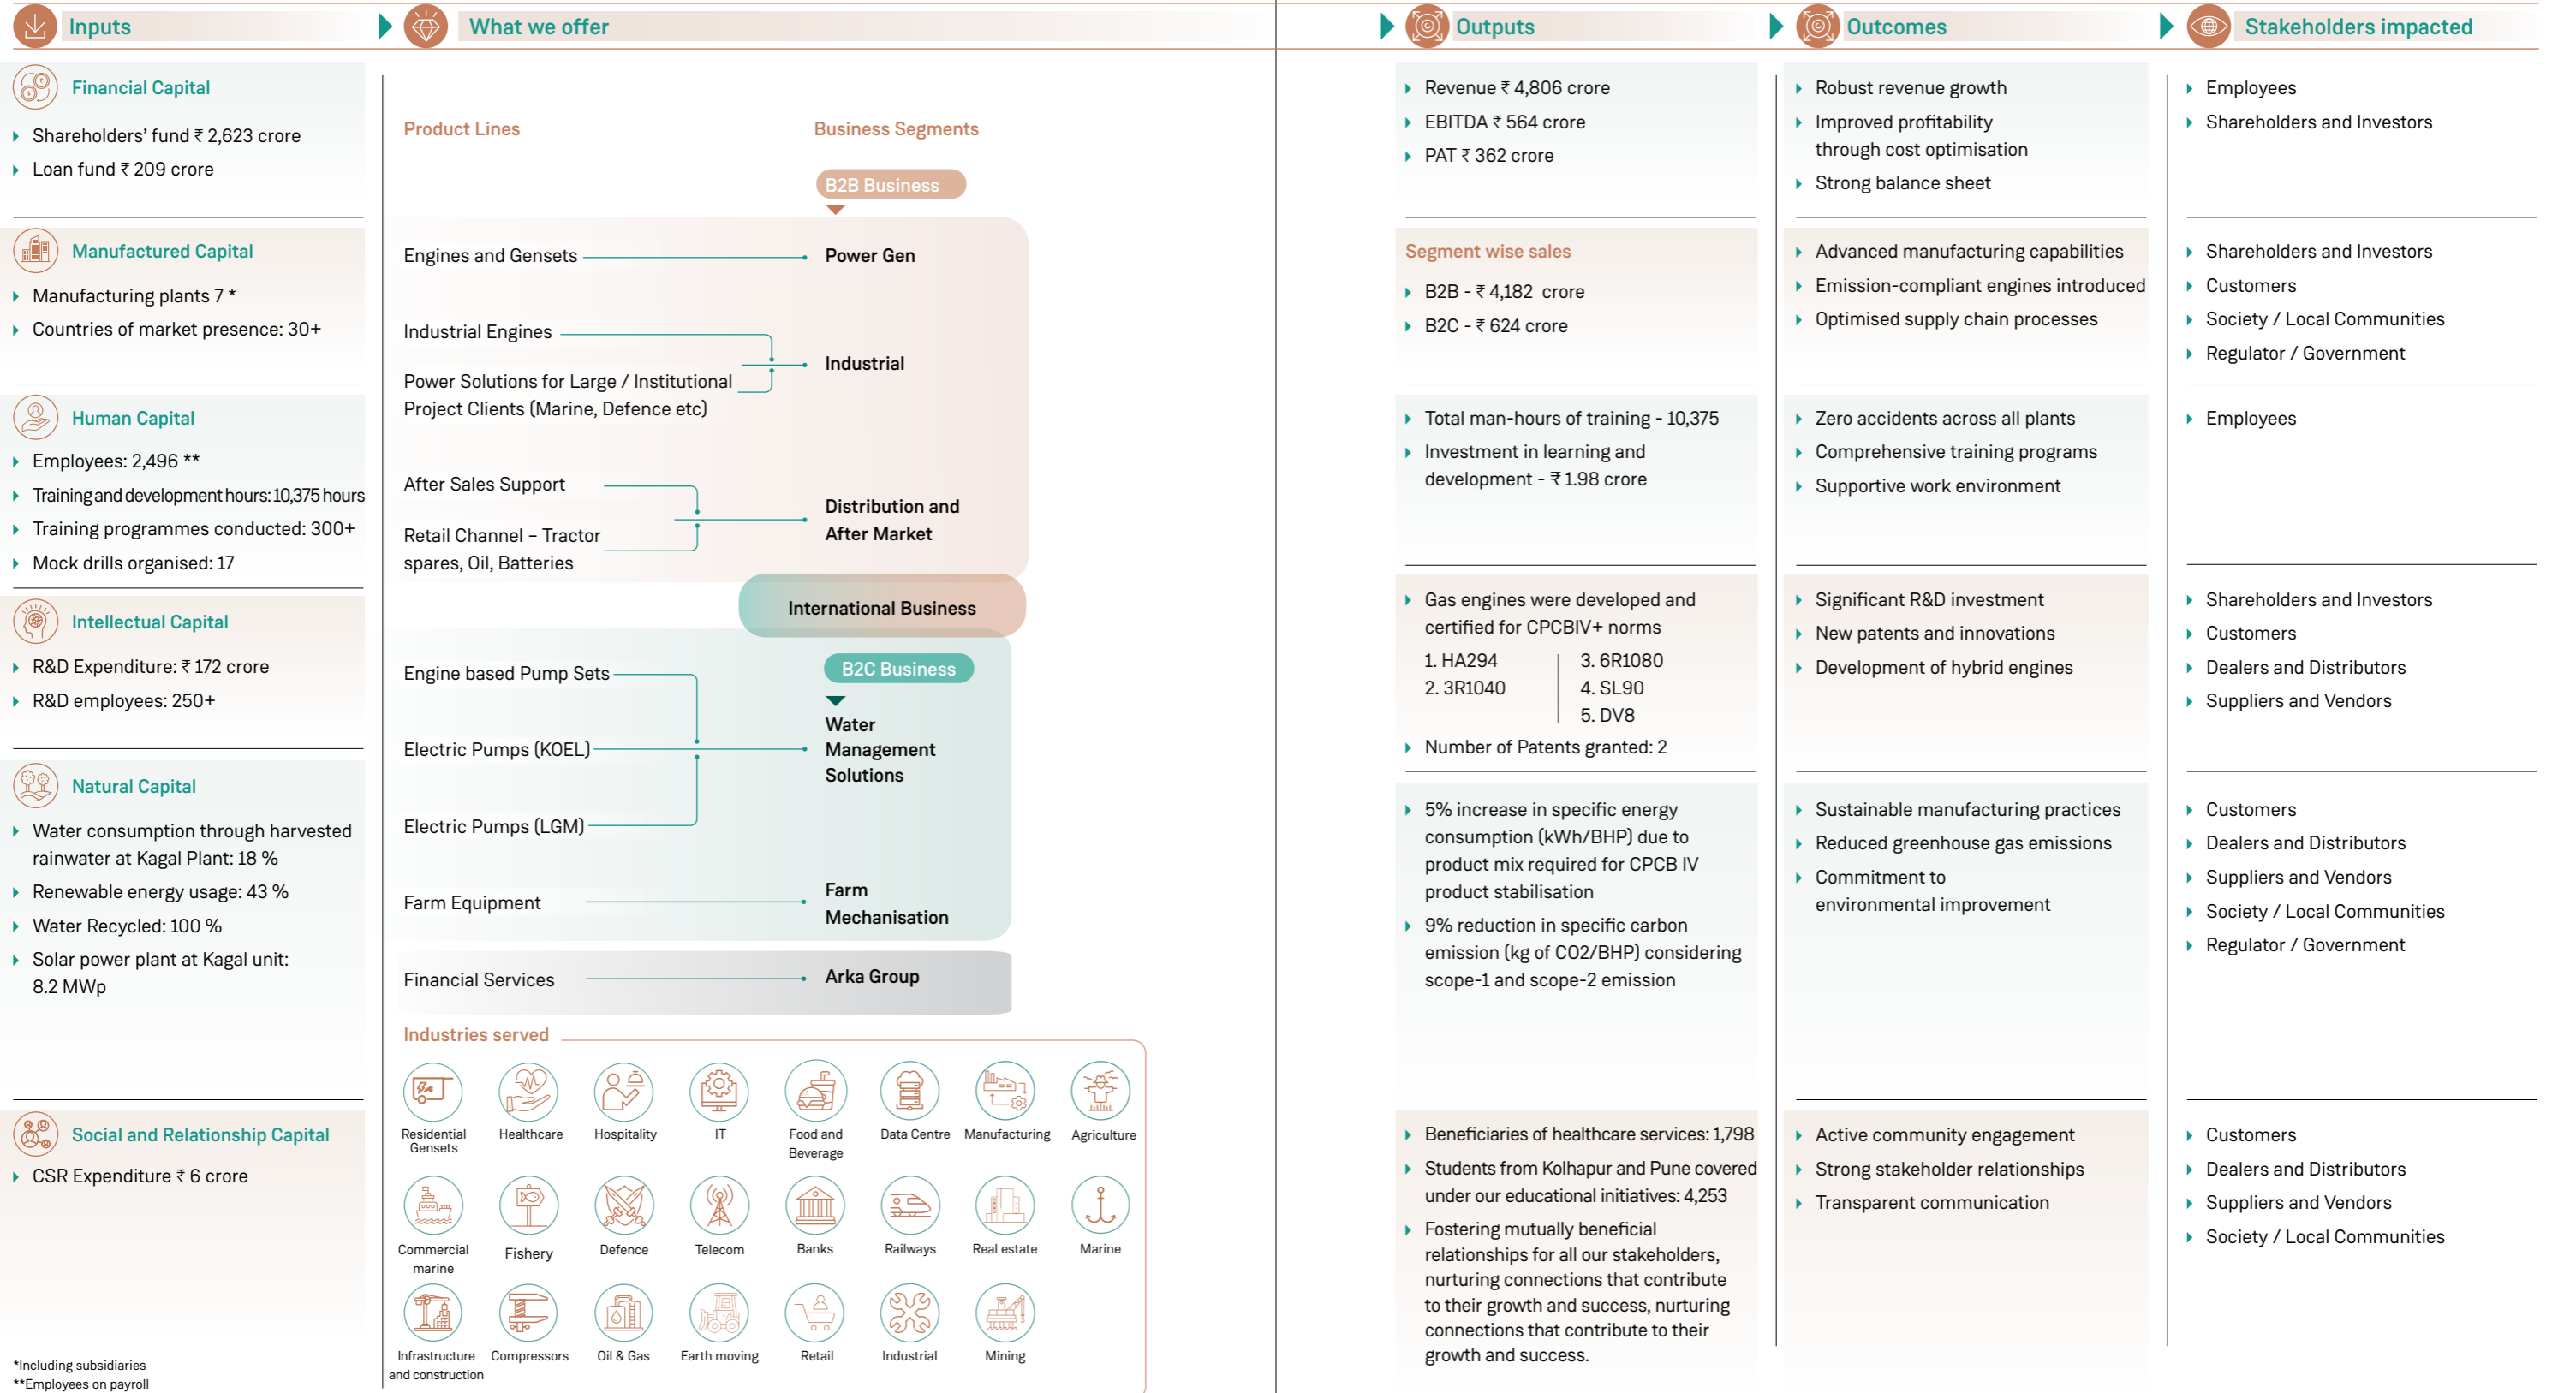 Inputs
What we offer
Outputs
Outcomes
Stakeholders impacted
Financial Capital
Shareholders’ fund ₹ 2,623 crore
Loan fund ₹ 209 crore
Manufactured Capital
Manufacturing plants 7 *
Countries of market presence: 30+
Human Capital
Employees: 2,496 **
Training and development hours: 10,375 hours
Training programmes conducted: 300+
Mock drills organised: 17
Intellectual Capital
R&D Expenditure: ₹ 172 crore
R&D employees: 250+
Natural Capital
Water consumption through harvested
rainwater at Kagal Plant: 18 %
Renewable energy usage: 43 %
Water Recycled: 100 %
Solar power plant at Kagal unit:
8.2 MWp
Social and Relationship Capital
CSR Expenditure ₹ 6 crore
*Including subsidiaries
**Employees on payroll
Product Lines
Business Segments
B2B Business
Engines and Gensets
Power Gen
Industrial Engines
Industrial
Power Solutions for Large / Institutional
Project Clients (Marine, Defence etc)
After Sales Support
Distribution and
After Market
Retail Channel – Tractor
spares, Oil, Batteries
International Business
B2C Business
Engine based Pump Sets
Water
Management
Solutions
Electric Pumps (KOEL)
Electric Pumps (LGM)
Farm Equipment
Farm
Mechanisation
Financial Services
Arka Group
Industries served
Residential
Gensets
Healthcare
Hospitality
IT
Food and
Beverage
Data Centre
Manufacturing
Agriculture
Commercial
marine
Fishery
Defence
Telecom
Banks
Railways
Real estate
Marine
Infrastructure
and construction
Compressors
Oil & Gas
Earth moving
Retail
Industrial
Mining
Revenue ₹ 4,806 crore
EBITDA ₹ 564 crore
PAT ₹ 362 crore
Segment wise sales
B2B - ₹ 4,182 crore
B2C - ₹ 624 crore
Total man-hours of training - 10,375
Investment in learning and
development - ₹ 1.98 crore
Gas engines were developed and
certified for CPCBIV+ norms
1. HA294
2. 3R1040
3. 6R1080
4. SL90
5. DV8
Number of Patents granted: 2
5% increase in specific energy
consumption (kWh/BHP) due to
product mix required for CPCB IV
product stabilisation
9% reduction in specific carbon
emission (kg of CO2/BHP) considering
scope-1 and scope-2 emission
Beneficiaries of healthcare services: 1,798
Students from Kolhapur and Pune covered
under our educational initiatives: 4,253
Fostering mutually beneficial
relationships for all our stakeholders,
nurturing connections that contribute
to their growth and success, nurturing
connections that contribute to their
growth and success.
Robust revenue growth
Improved profitability
through cost optimisation
Strong balance sheet
Advanced manufacturing capabilities
Emission-compliant engines introduced
Optimised supply chain processes
Zero accidents across all plants
Comprehensive training programs
Supportive work environment
Significant R&D investment
New patents and innovations
Development of hybrid engines
Sustainable manufacturing practices
Reduced greenhouse gas emissions
Commitment to
environmental improvement
Active community engagement
Strong stakeholder relationships
Transparent communication
Employees
Shareholders and Investors
Shareholders and Investors
Customers
Society / Local Communities
Regulator / Government
Employees
Shareholders and Investors
Customers
Dealers and Distributors
Suppliers and Vendors
Customers
Dealers and Distributors
Suppliers and Vendors
Society / Local Communities
Regulator / Government
Customers
Dealers and Distributors
Suppliers and Vendors
Society / Local Communities